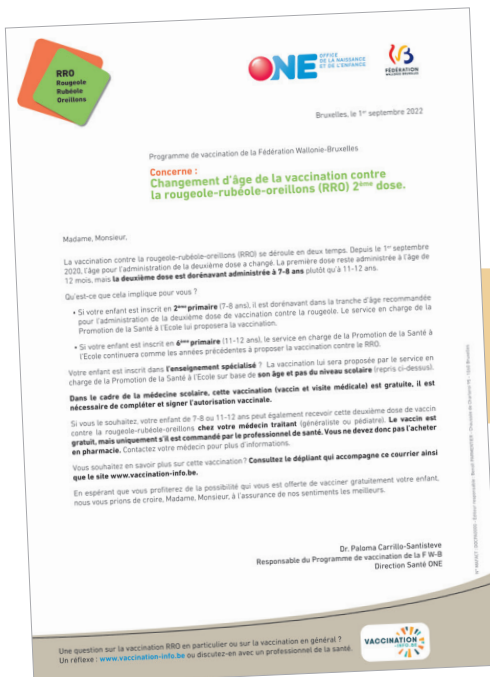 RRO
Rougeole
Rubéole
Oreillons
ONE
OFFICE
DE LA NAISSANCE
ET DE L'ENFANCE
FÉDÉRATION
WALLONIE-BRUXELLES
Bruxelles, le 1er septembre 2022
Programme de vaccination de la Fédération Wallonie-Bruxelles
Concerne :
Changement d'âge de la vaccination contre
la rougeole-rubéole-oreillons (RRO) 2ème dose.
Madame, Monsieur,
La vaccination contre la rougeole-rubéole-oreillons (RRO) se déroule en deux temps. Depuis le 1er septembre
2020, l'âge pour l'administration de la deuxième dose a changé. La première dose reste administrée à l'âge de
12 mois, mais la deuxième dose est dorénavant administrée à 7-8 ans plutôt qu'à 11-12 ans.
Qu'est-ce que cela implique pour vous ?
• Si votre enfant est inscrit en 2ème primaire (7-8 ans), il est dorénavant dans la tranche d'âge recommandée
pour l'administration de la deuxième dose de vaccination contre la rougeole. Le service en charge de la
Promotion de la Santé à l'Ecole lui proposera la vaccination.
• Si votre enfant est inscrit en 6ème primaire (11-12 ans), le service en charge de la Promotion de la Santé à
l'Ecole continuera comme les années précédentes à proposer la vaccination contre le RRO.
Votre enfant est inscrit dans l'enseignement spécialisé ? La vaccination lui sera proposée par le service en
charge de la Promotion de la Santé à l'Ecole sur base de son âge et pas du niveau scolaire (repris ci-dessus).
Dans le cadre de la médecine scolaire, cette vaccination (vaccin et visite médicale) est gratuite, il est
nécessaire de compléter et signer l'autorisation vaccinale.
Si vous le souhaitez, votre enfant de 7-8 ou 11-12 ans peut également recevoir cette deuxième dose de vaccin
contre la rougeole-rubéole-oreillons chez votre médecin traitant (généraliste ou pédiatre). Le vaccin est
gratuit, mais uniquement s'il est commandé par le professionnel de santé. Vous ne devez donc pas l'acheter
en pharmacie. Contactez votre médecin pour plus d'informations.
Vous souhaitez en savoir plus sur cette vaccination ? Consultez le dépliant qui accompagne ce courrier ainsi
que le site www.vaccination-info.be.
En espérant que vous profiterez de la possibilité qui vous est offerte de vacciner gratuitement votre enfant,
nous vous prions de croire, Madame, Monsieur, à l'assurance de nos sentiments les meilleurs.
Dr. Paloma Carrillo-Santisteve
Responsable du Programme de vaccination de la F W-B
Direction Santé ONE
Une question sur la vaccination RRO en particulier ou sur la vaccination en général ?
Un réflexe : www.vaccination-info.be ou discutez-en avec un professionnel de la santé.
VACCINATION
-INFO.BE